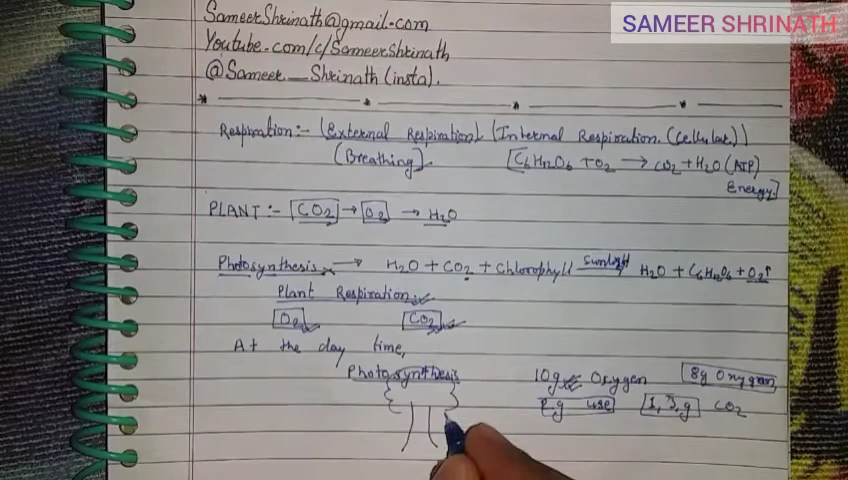 SAMEER SHRINATH
SameerShrinath@gmail.com
Youtube.com/c/Sameershrinath
@Sameer_Shrinath (insta).
Respiration:- (External Respiration) (Internal Respiration. (Cellular))
(Breathing). [C6H12O6 + O2 → CO2 + H2O (ATP)
Energy.]
PLANT:- CO2 → O2 → H2O
Photosynthesis → H2O + CO2 + Chlorophyll sunlight H2O + C6H12O6 + O2↑
Plant Respiration.
O2 CO2
At the day time,
Photosynthesis 10g Oxygen 8g Oxygen
2g use 1, 3, g CO2